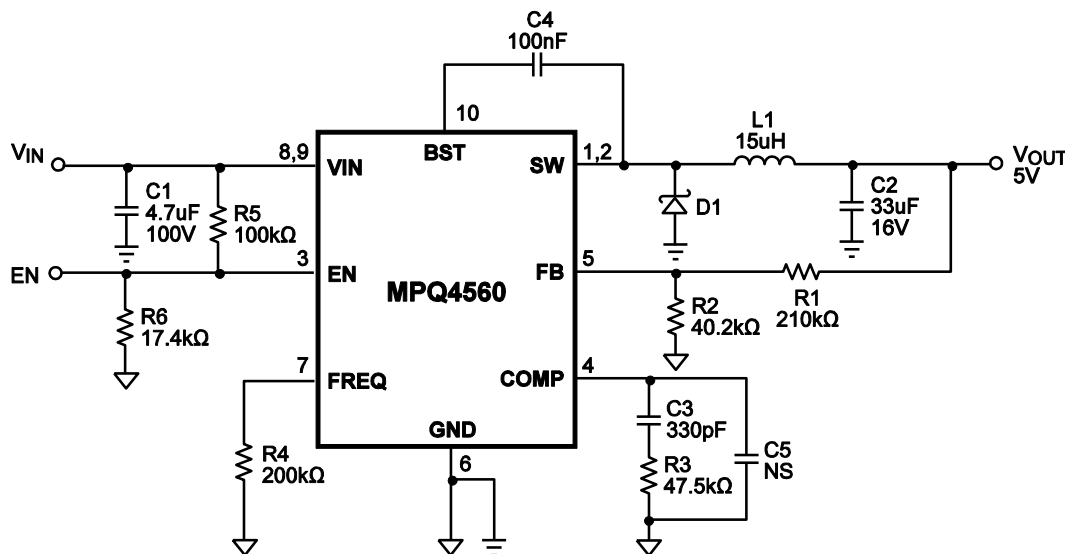 C4
100nF
10
L1
15uH
VIN
8,9
VIN
BST
SW
1,2
VOUT
5V
C1
4.7uF
100V
R5
100kΩ
D1
C2
33uF
16V
EN
3
EN
FB
5
MPQ4560
R6
17.4kΩ
R2
40.2kΩ
R1
210kΩ
7
FREQ
COMP
4
GND
6
C3
330pF
R4
200kΩ
R3
47.5kΩ
C5
NS